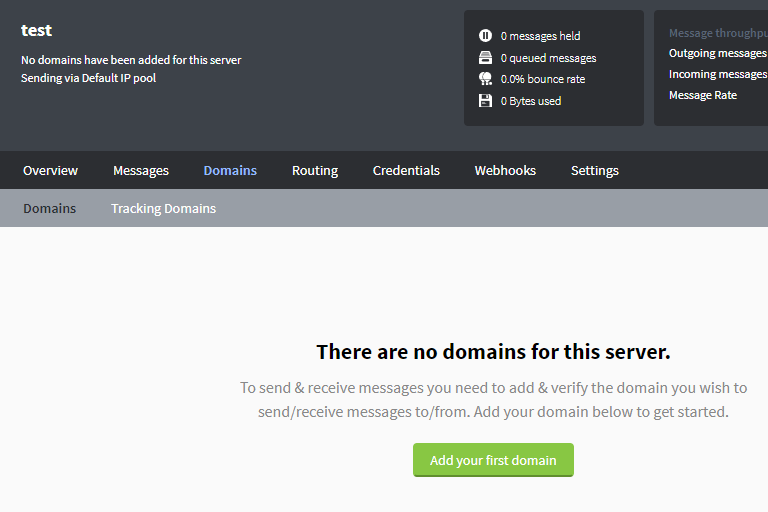 test
No domains have been added for this server
Sending via Default IP pool
0 messages held
0 queued messages
0.0% bounce rate
0 Bytes used
Message
Outgoing messages
Incoming messages
Message Rate
Overview Messages Domains Routing Credentials Webhooks Settings
Domains Tracking Domains
There are no domains for this server.
To send & receive messages you need to add & verify the domain you wish to
send/receive messages to/from. Add your domain below to get started.
Add your first domain